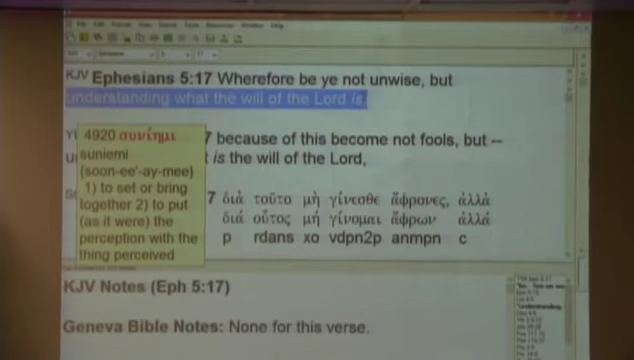 KJV Ephesians 5:17 Wherefore be ye not unwise, but
understanding what the will of the Lord is.
7 because of this become not fools, but --
is the will of the Lord,
4920 συνίημι
suniemi
(soon-ee'-ay-mee)
1) to set or bring
together 2) to put
(as it were) the
perception with the
thing perceived
7 διὰ τοῦτο μὴ γίνεσθε ἄφρονες, ἀλλὰ
διά οὗτος μή γίνομαι ἄφρων ἀλλά
p rdans xo vdpn2p anmpn c
KJV Notes (Eph 5:17)
Geneva Bible Notes: None for this verse.